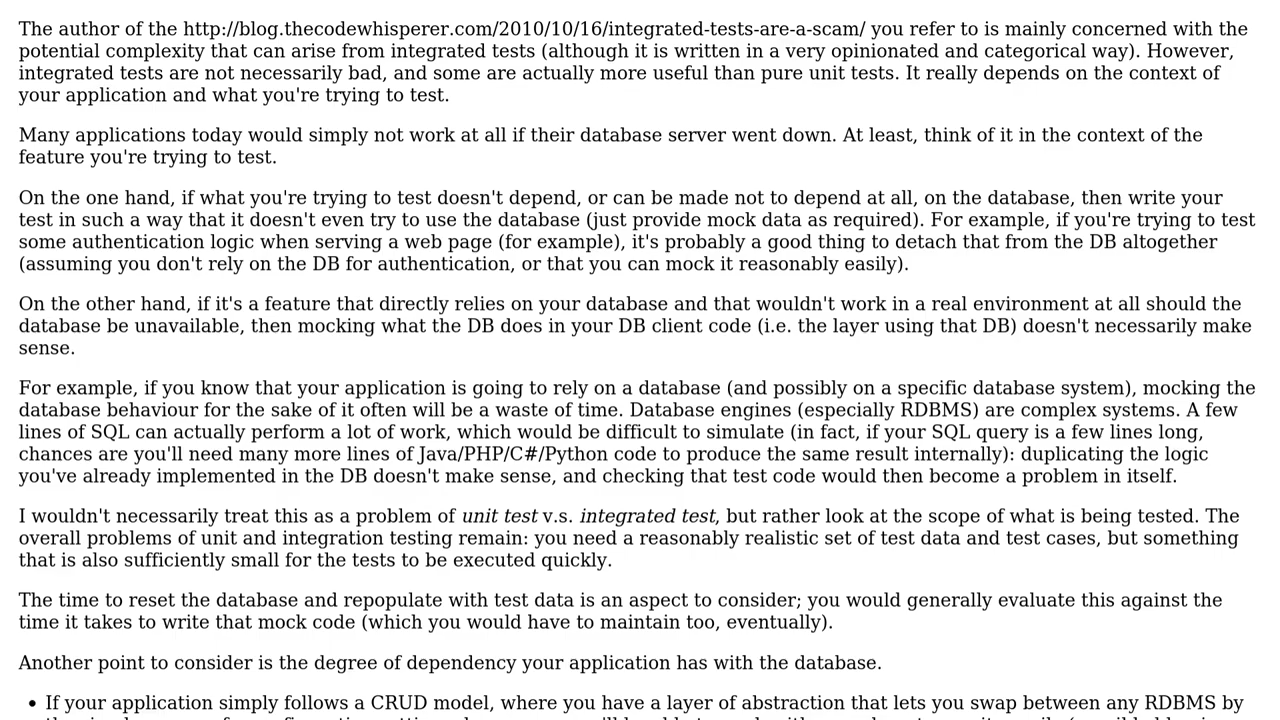 The author of the http://blog.thecodewhisperer.com/2010/10/16/integrated-tests-are-a-scam/ you refer to is mainly concerned with the
potential complexity that can arise from integrated tests (although it is written in a very opinionated and categorical way). However,
integrated tests are not necessarily bad, and some are actually more useful than pure unit tests. It really depends on the context of
your application and what you're trying to test.
Many applications today would simply not work at all if their database server went down. At least, think of it in the context of the
feature you're trying to test.
On the one hand, if what you're trying to test doesn't depend, or can be made not to depend at all, on the database, then write your
test in such a way that it doesn't even try to use the database (just provide mock data as required). For example, if you're trying to test
some authentication logic when serving a web page (for example), it's probably a good thing to detach that from the DB altogether
(assuming you don't rely on the DB for authentication, or that you can mock it reasonably easily).
On the other hand, if it's a feature that directly relies on your database and that wouldn't work in a real environment at all should the
database be unavailable, then mocking what the DB does in your DB client code (i.e. the layer using that DB) doesn't necessarily make
sense.
For example, if you know that your application is going to rely on a database (and possibly on a specific database system), mocking the
database behaviour for the sake of it often will be a waste of time. Database engines (especially RDBMS) are complex systems. A few
lines of SQL can actually perform a lot of work, which would be difficult to simulate (in fact, if your SQL query is a few lines long,
chances are you'll need many more lines of Java/PHP/C#/Python code to produce the same result internally): duplicating the logic
you've already implemented in the DB doesn't make sense, and checking that test code would then become a problem in itself.
I wouldn't necessarily treat this as a problem of unit test v.s. integrated test, but rather look at the scope of what is being tested. The
overall problems of unit and integration testing remain: you need a reasonably realistic set of test data and test cases, but something
that is also sufficiently small for the tests to be executed quickly.
The time to reset the database and repopulate with test data is an aspect to consider; you would generally evaluate this against the
time it takes to write that mock code (which you would have to maintain too, eventually).
Another point to consider is the degree of dependency your application has with the database.
• If your application simply follows a CRUD model, where you have a layer of abstraction that lets you swap between any RDBMS by